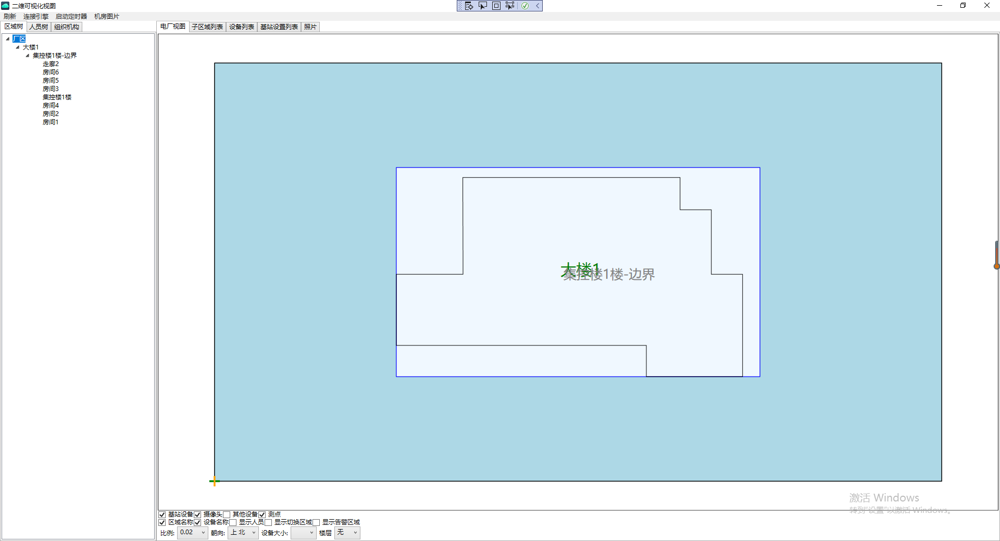 二维可视化视图
刷新 连接引擎 启动定时器 机房图片
区域树 人员树 组织机构
电厂视图 子区域列表 设备列表 基站设置列表 照片
厂区
大楼1
集控楼1楼-边界
走廊2
房间6
房间5
房间3
集控楼1楼
房间4
房间2
房间1
大楼1
集控楼1楼-边界
激活 Windows
转到“设置”以激活 Windows。
基站设备 摄像头 其他设备 测点
区域名称 设备名称 显示人员 显示切换区域 显示告警区域
比例: 0.02 朝向: 上北 设备大小: 楼层 无